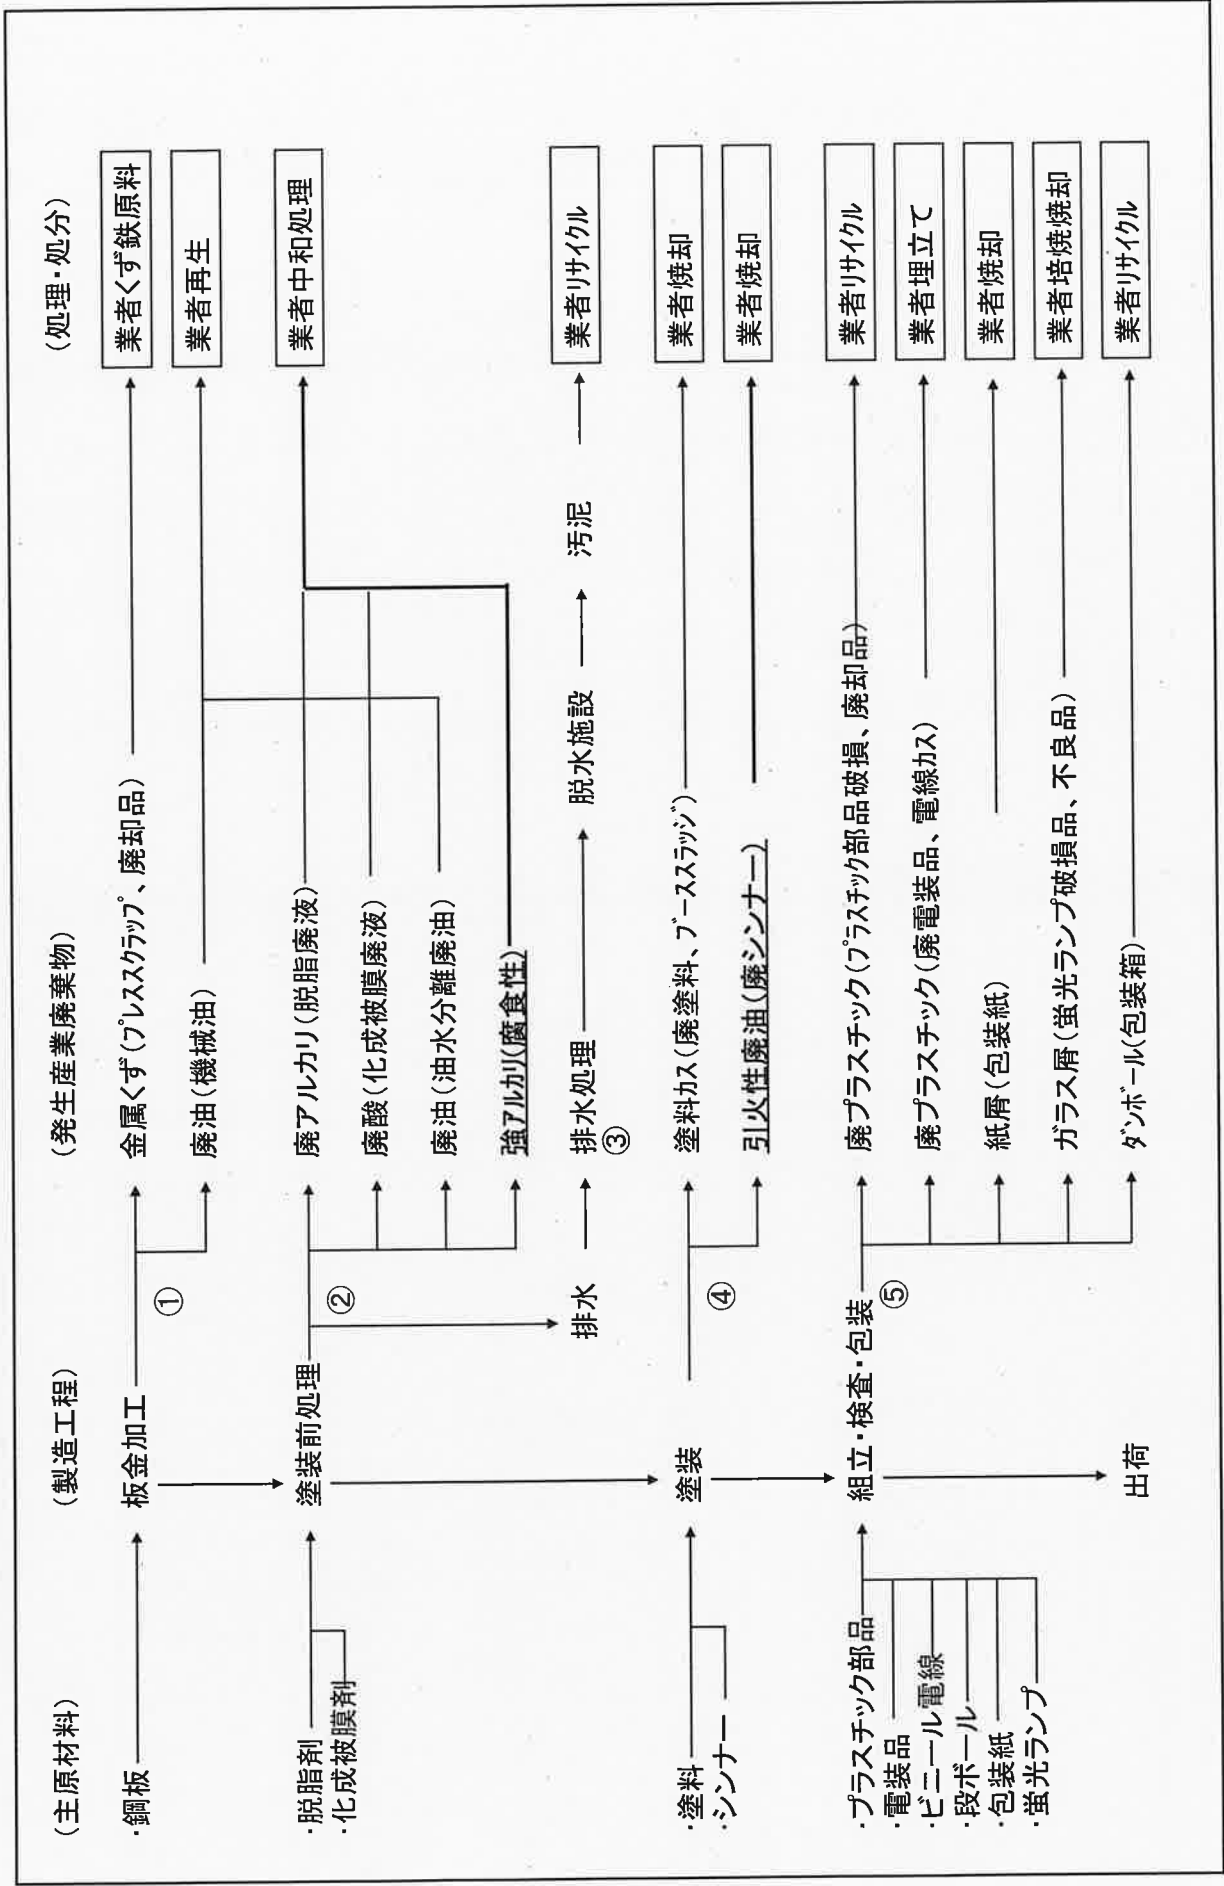 (主原材料) (製造工程) (発生産業廃棄物) (処理・処分)
・鋼板 板金加工 金属くず(プレススクラップ、廃却品) 業者くず鉄原料
①
廃油(機械油) 業者再生
・脱脂剤 塗装前処理 廃アルカリ(脱脂廃液) 業者中和処理
・化成被膜剤 ②
廃酸(化成被膜廃液)
廃油(油水分離廃油)
強アルカリ(腐食性)
排水 排水処理 脱水施設 汚泥 業者リサイクル
③
・塗料 塗装 塗料カス(廃塗料、ブーススラッジ) 業者焼却
・シンナー ④
引火性廃油(廃シンナー) 業者焼却
・プラスチック部品 組立・検査・包装 廃プラスチック(プラスチック部品破損、廃却品) 業者リサイクル
・電装品 ⑤
・ビニール電線 廃プラスチック(廃電装品、電線カス) 業者埋立て
・段ボール
・包装紙 紙屑(包装紙) 業者焼却
・蛍光ランプ
ガラス屑(蛍光ランプ破損品、不良品) 業者培焼焼却
出荷 ダンボール(包装箱) 業者リサイクル